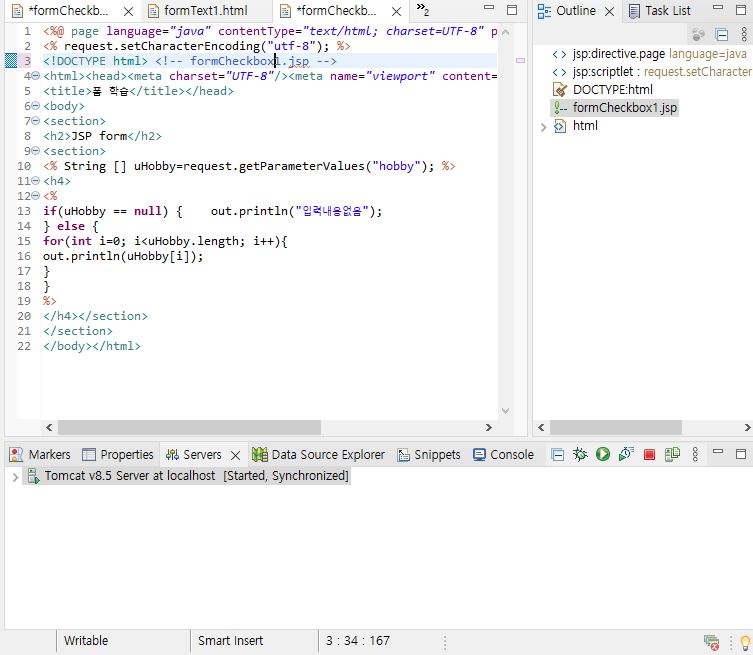 *formCheckb...
formText1.html
*formCheckb...
»2
1 <%@ page language="java" contentType="text/html; charset=UTF-8" p
2 <% request.setCharacterEncoding("utf-8"); %>
3 <!DOCTYPE html> <!-- formCheckbox1.jsp -->
4 <html><head><meta charset="UTF-8"/><meta name="viewport" content=
5 <title>폼 학습</title></head>
6 <body>
7 <section>
8 <h2>JSP form</h2>
9 <section>
10 <% String [] uHobby=request.getParameterValues("hobby"); %>
11 <h4>
12 <%
13 if(uHobby == null) {    out.println("입력내용없음");
14 } else {
15 for(int i=0; i<uHobby.length; i++){
16 out.println(uHobby[i]);
17 }
18 }
19 %>
20 </h4></section>
21 </section>
22 </body></html>
Outline
Task List
jsp:directive.page language=java
jsp:scriptlet : request.setCharacter
DOCTYPE:html
formCheckbox1.jsp
html
Markers
Properties
Servers
Data Source Explorer
Snippets
Console
Tomcat v8.5 Server at localhost [Started, Synchronized]
Writable
Smart Insert
3 : 34 : 167